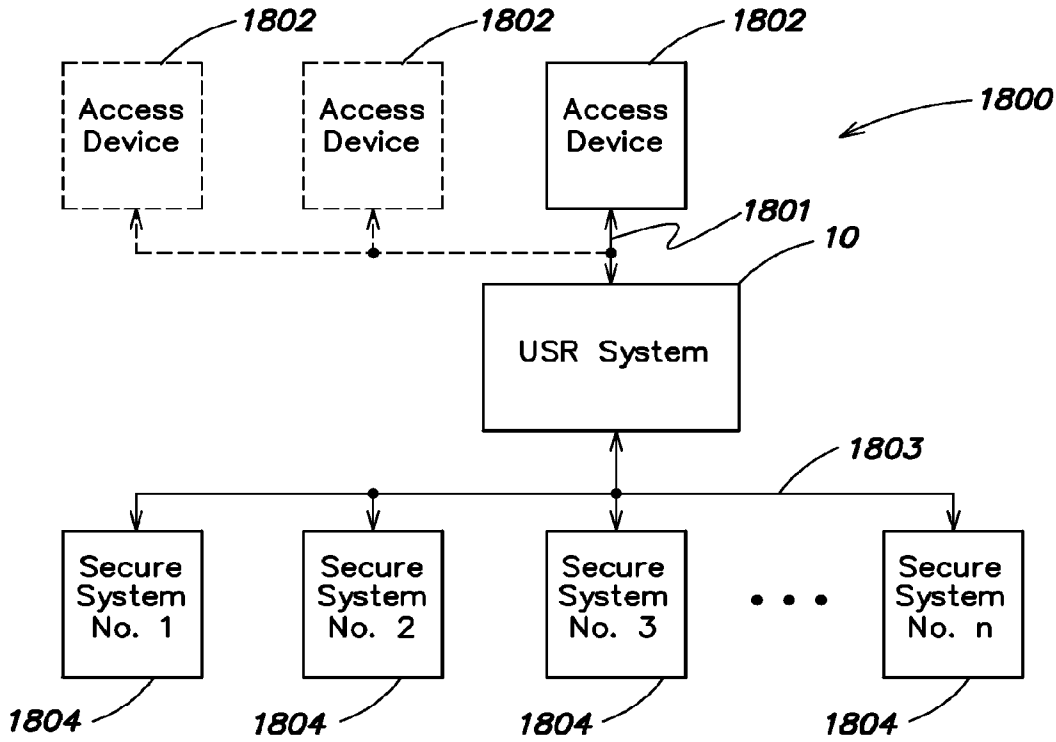 1802
1802
1802
Access
Device
Access
Device
Access
Device
1800
1801
10
USR System
1803
Secure
System
No. 1
Secure
System
No. 2
Secure
System
No. 3
• • •
Secure
System
No. n
1804
1804
1804
1804